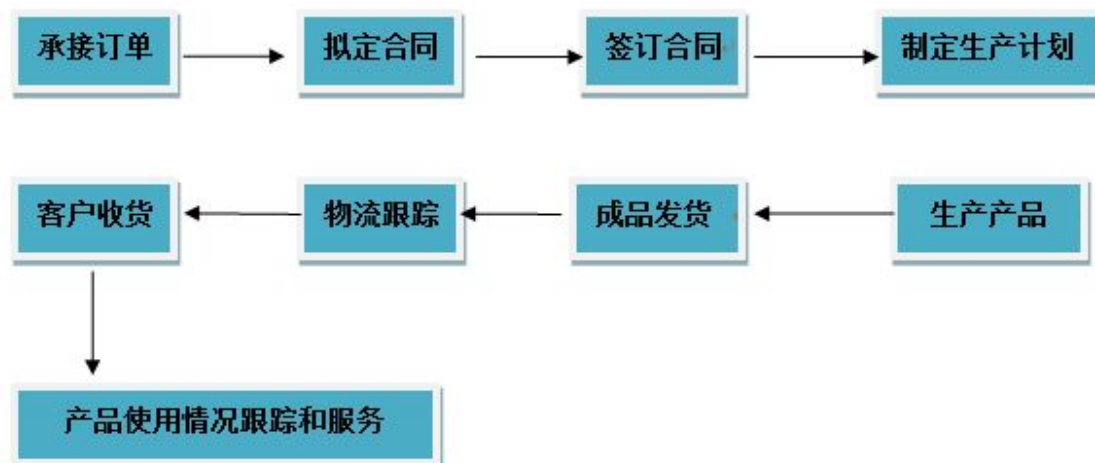 承接订单
拟定合同
签订合同
制定生产计划
客户收货
物流跟踪
成品发货
生产产品
产品使用情况跟踪和服务